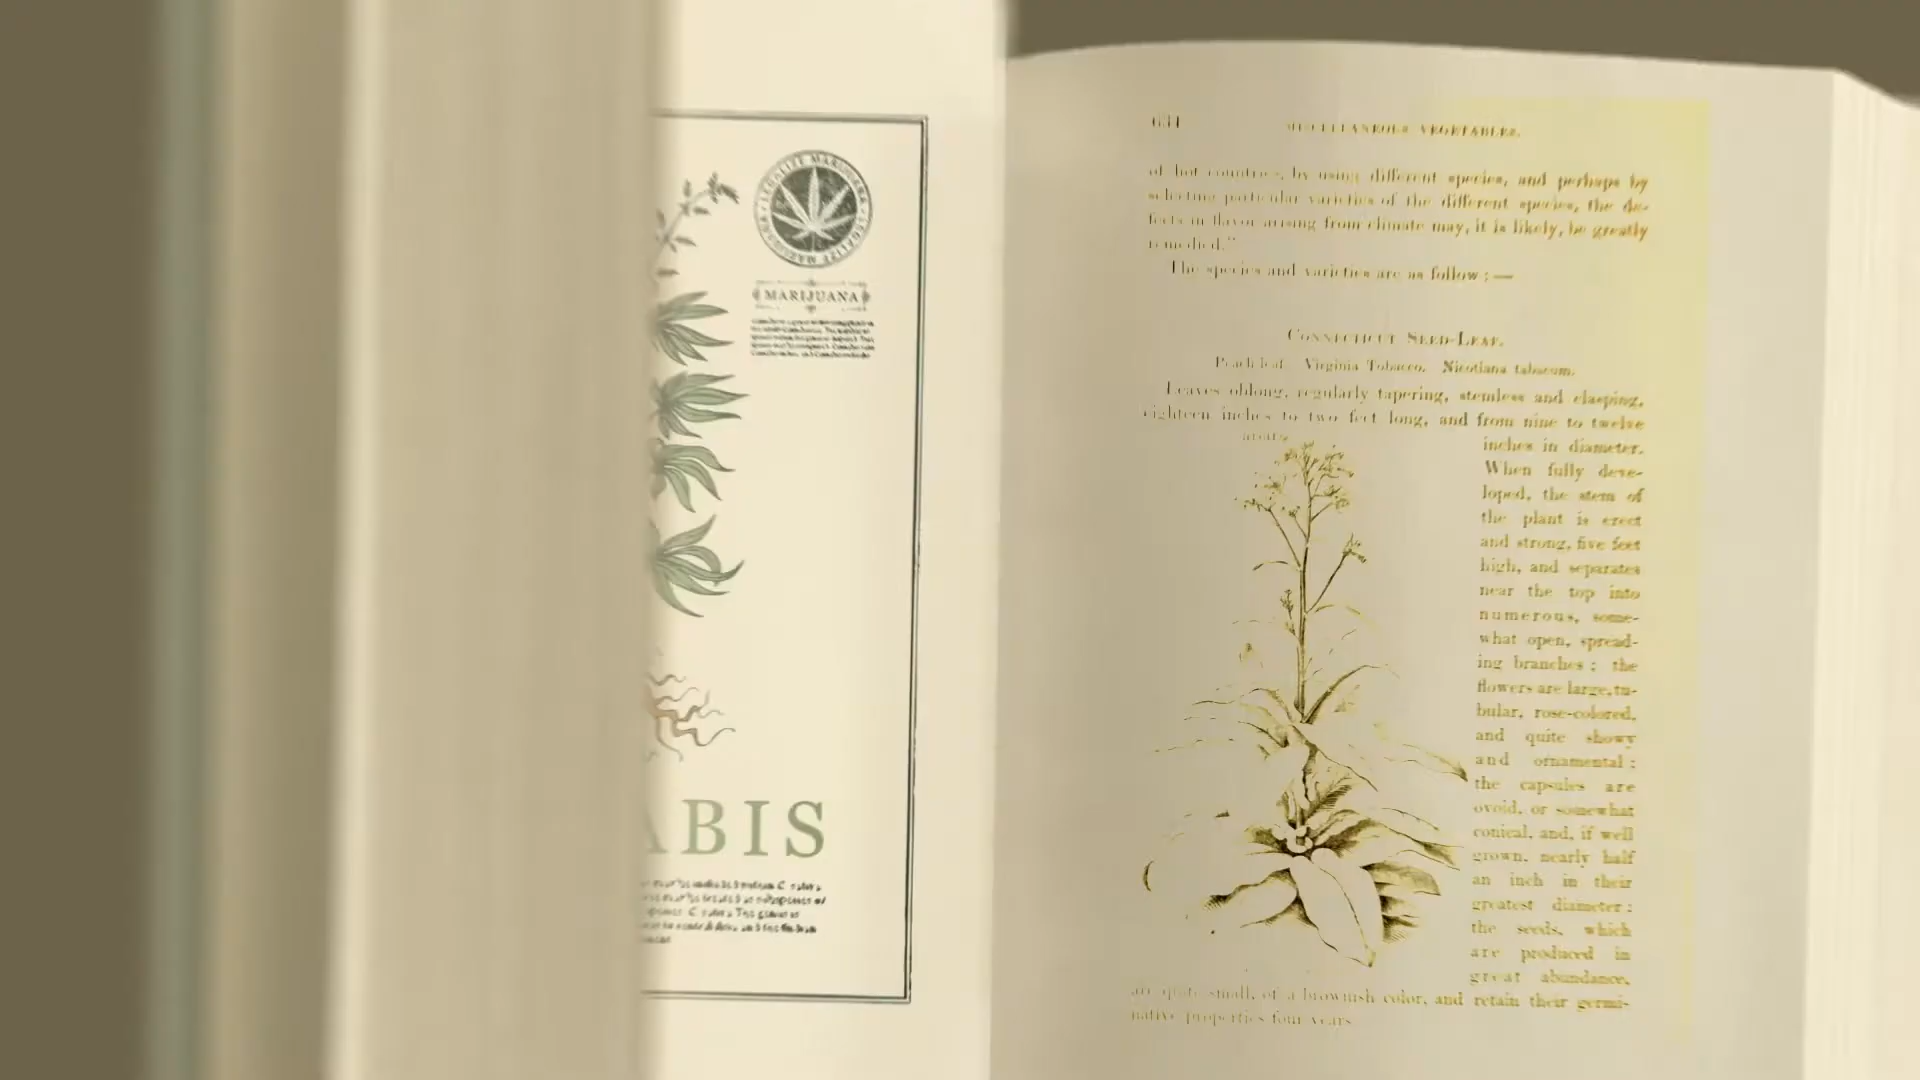 LEGALIZE MARIJUANA • LEGALIZE MARIJUANA
MARIJUANA
ABIS
631
MISCELLANEOUS VEGETABLES.
of hot countries, by using different species, and perhaps by
selecting particular varieties of the different species, the de-
fects in flavor arising from climate may, it is likely, be greatly
remedied."
The species and varieties are as follow: —
CONNECTICUT SEED-LEAF.
Peach-leaf. Virginia Tobacco. Nicotiana tabacum.
Leaves oblong, regularly tapering, stemless and clasping,
eighteen inches to two feet long, and from nine to twelve
inches in diameter.
When fully deve-
loped, the stem of
the plant is erect
and strong, five feet
high, and separates
near the top into
numerous, some-
what open, spread-
ing branches: the
flowers are large, tu-
bular, rose-colored,
and quite showy
and ornamental:
the capsules are
ovoid, or somewhat
conical, and, if well
grown, nearly half
an inch in their
greatest diameter:
the seeds, which
are produced in
great abundance,
are quite small, of a brownish color, and retain their germi-
native properties four years